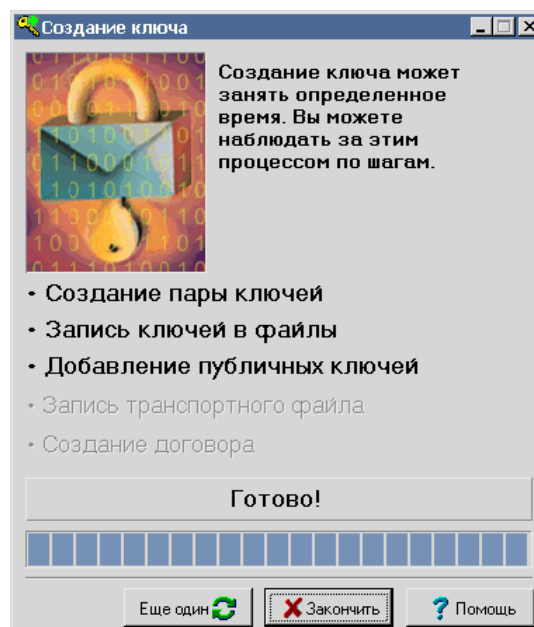 Создание ключа
Создание ключа может
занять определенное
время. Вы можете
наблюдать за этим
процессом по шагам.
• Создание пары ключей
• Запись ключей в файлы
• Добавление публичных ключей
• Запись транспортного файла
• Создание договора
Готово!
Еще один
Закончить
? Помощь